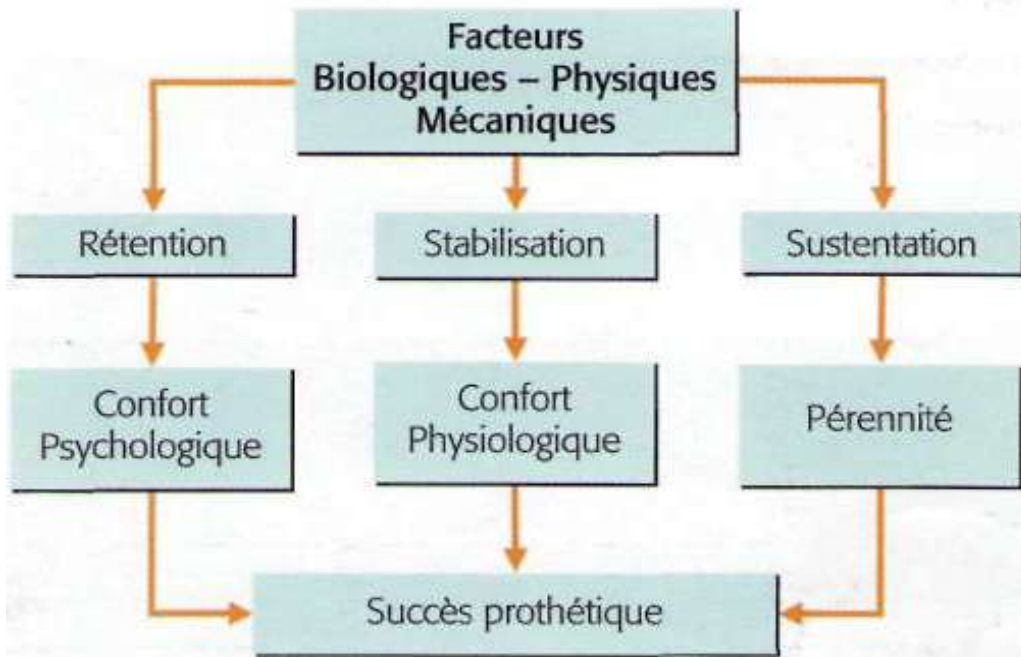 Facteurs
Biologiques – Physiques
Mécaniques
Rétention
Stabilisation
Sustentation
Confort
Psychologique
Confort
Physiologique
Pérennité
Succès prothétique